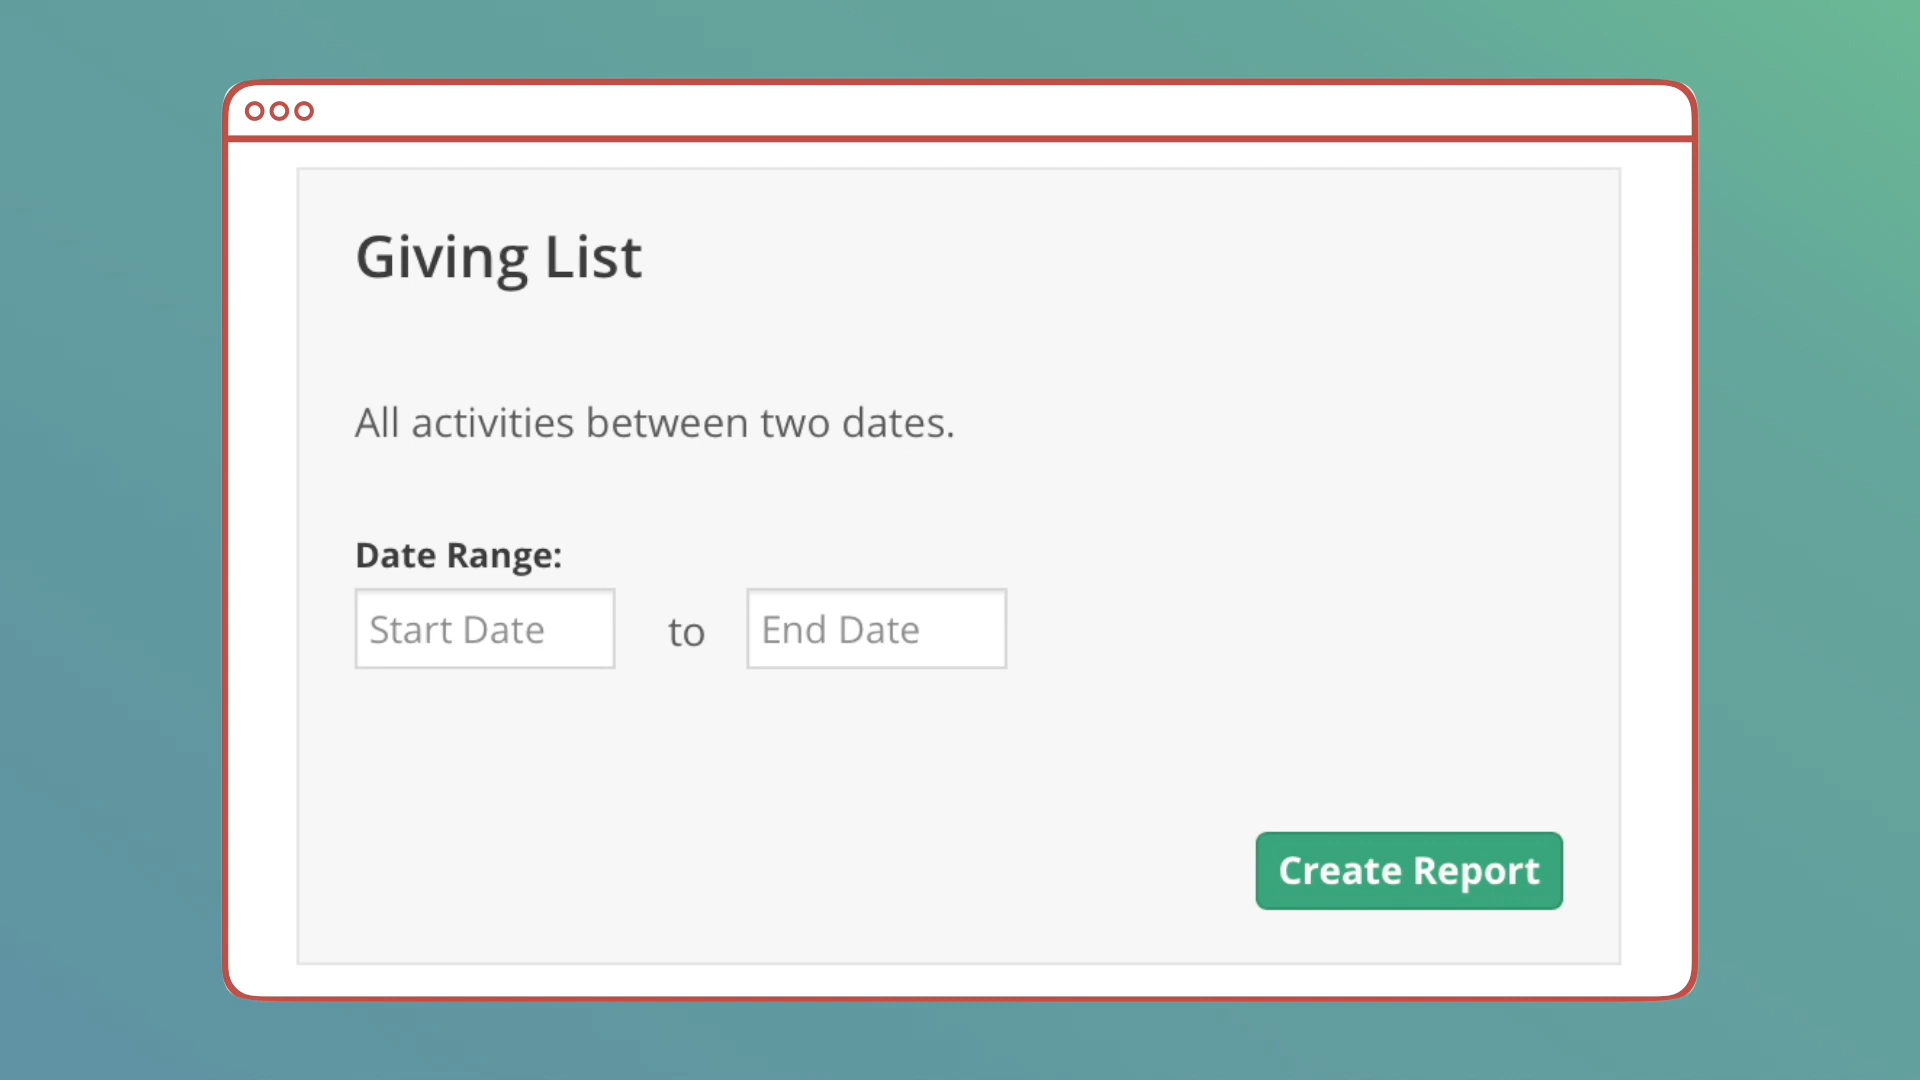 Giving List
All activities between two dates.
Date Range:
Start Date to End Date
Create Report